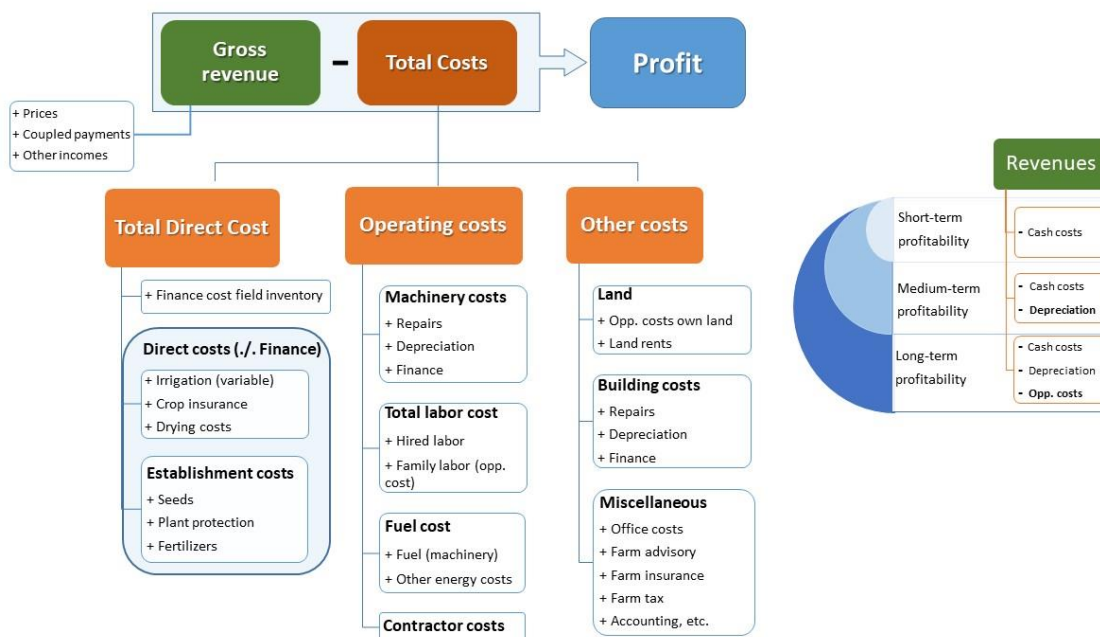 Gross
revenue
-
Total Costs
Profit
+ Prices
+ Coupled payments
+ Other incomes
Total Direct Cost
+ Finance cost field inventory
Direct costs (./. Finance)
+ Irrigation (variable)
+ Crop insurance
+ Drying costs
Establishment costs
+ Seeds
+ Plant protection
+ Fertilizers
Operating costs
Machinery costs
+ Repairs
+ Depreciation
+ Finance
Total labor cost
+ Hired labor
+ Family labor (opp.
cost)
Fuel cost
+ Fuel (machinery)
+ Other energy costs
Contractor costs
Other costs
Land
+ Opp. costs own land
+ Land rents
Building costs
+ Repairs
+ Depreciation
+ Finance
Miscellaneous
+ Office costs
+ Farm advisory
+ Farm insurance
+ Farm tax
+ Accounting, etc.
Revenues
Short-term
profitability
- Cash costs
Medium-term
profitability
- Cash costs
- Depreciation
Long-term
profitability
- Cash costs
- Depreciation
- Opp. costs